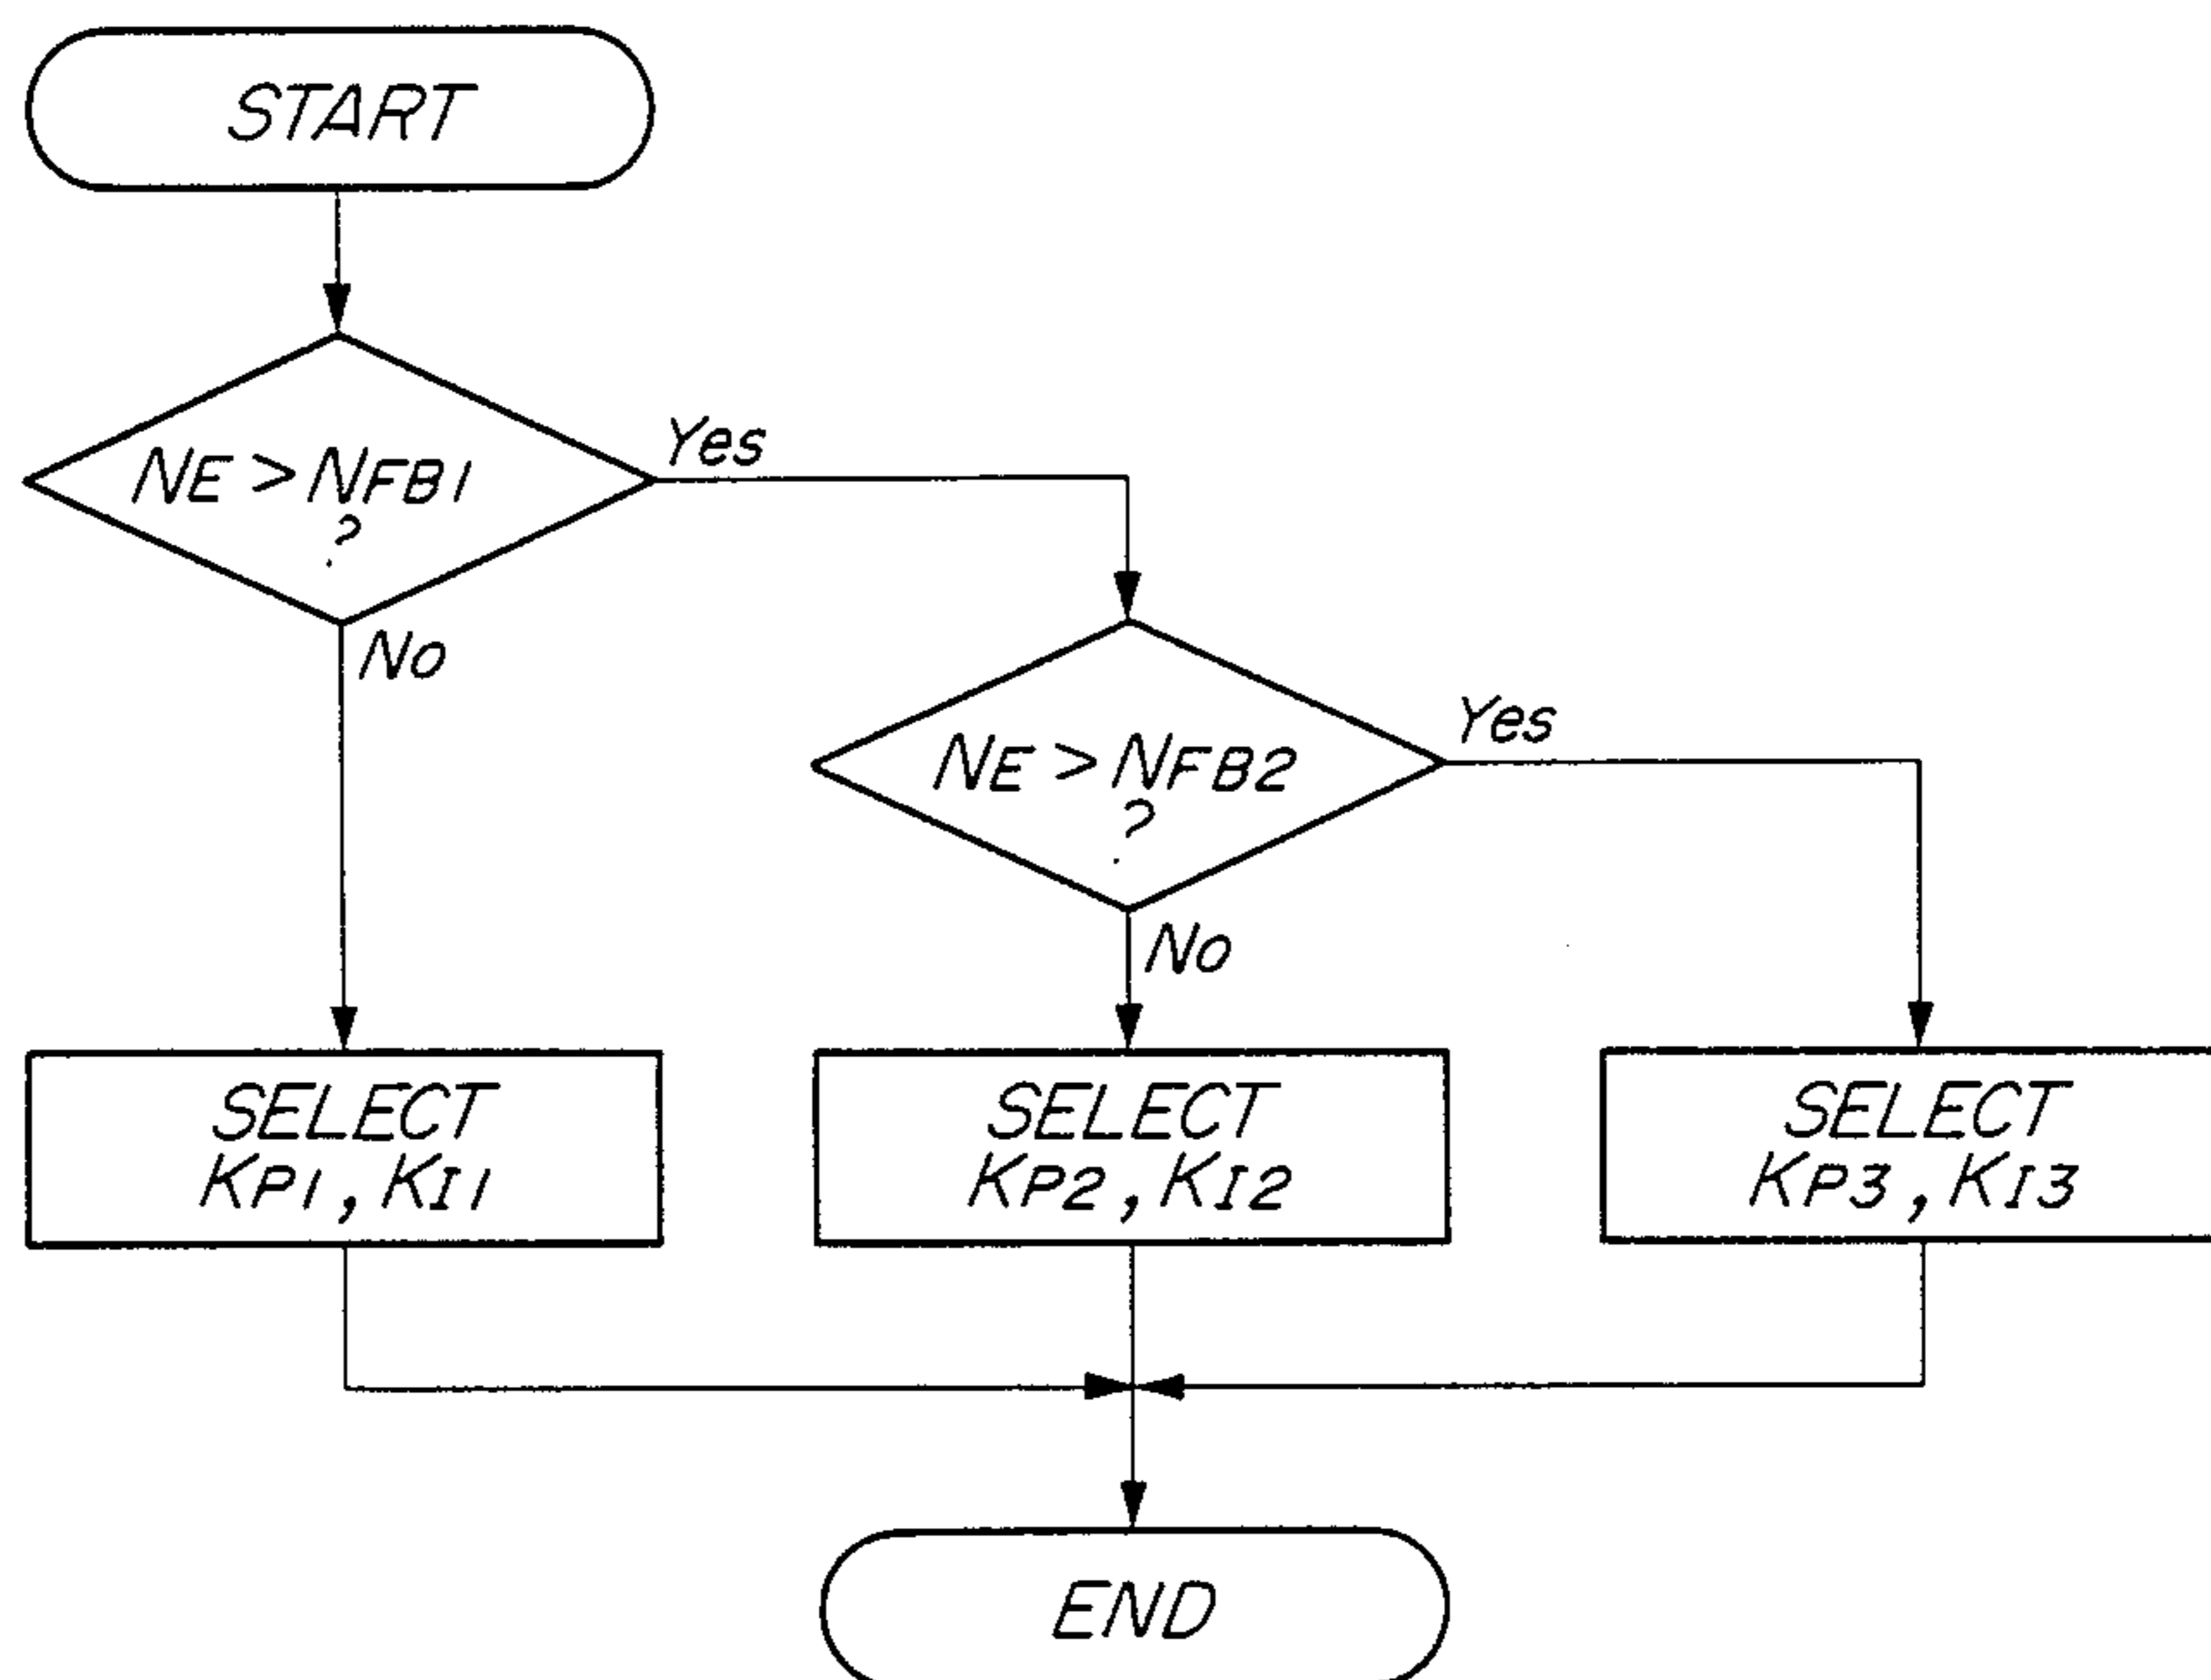 START
NE > NFB1
?
Yes
No
NE > NFB2
?
Yes
No
SELECT
KP1, KI1
SELECT
KP2, KI2
SELECT
KP3, KI3
END